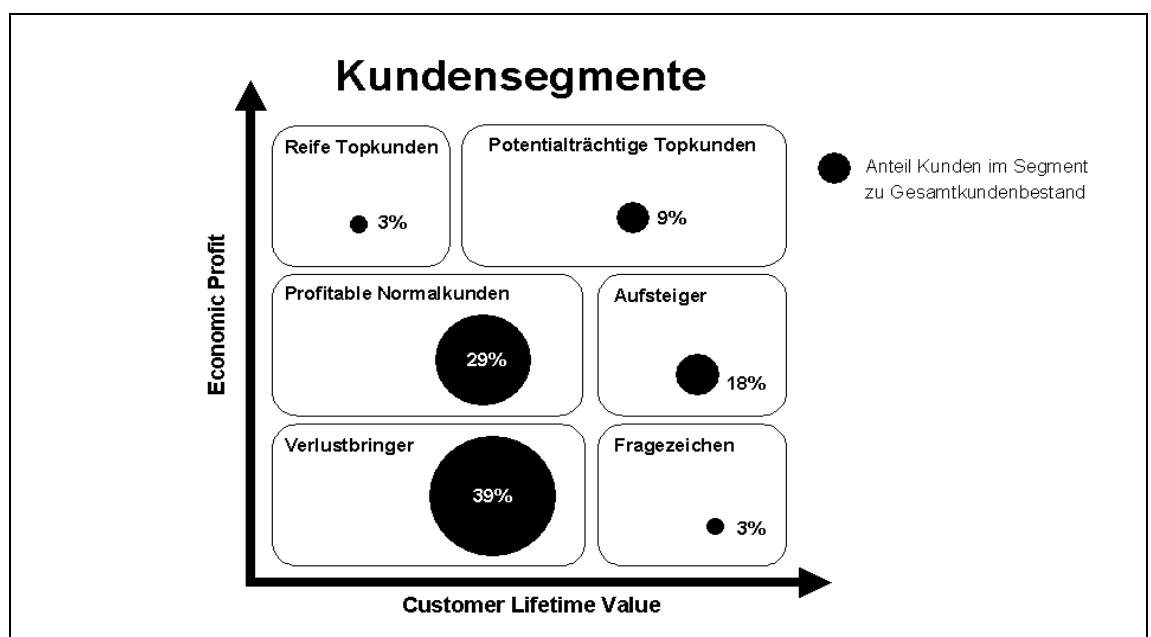 Kundensegmente
Reife Topkunden
Potentialträchtige Topkunden
Anteil Kunden im Segment
zu Gesamtkundenbestand
3%
9%
Economic Profit
Profitable Normalkunden
Aufsteiger
29%
18%
Verlustbringer
Fragezeichen
39%
3%
Customer Lifetime Value